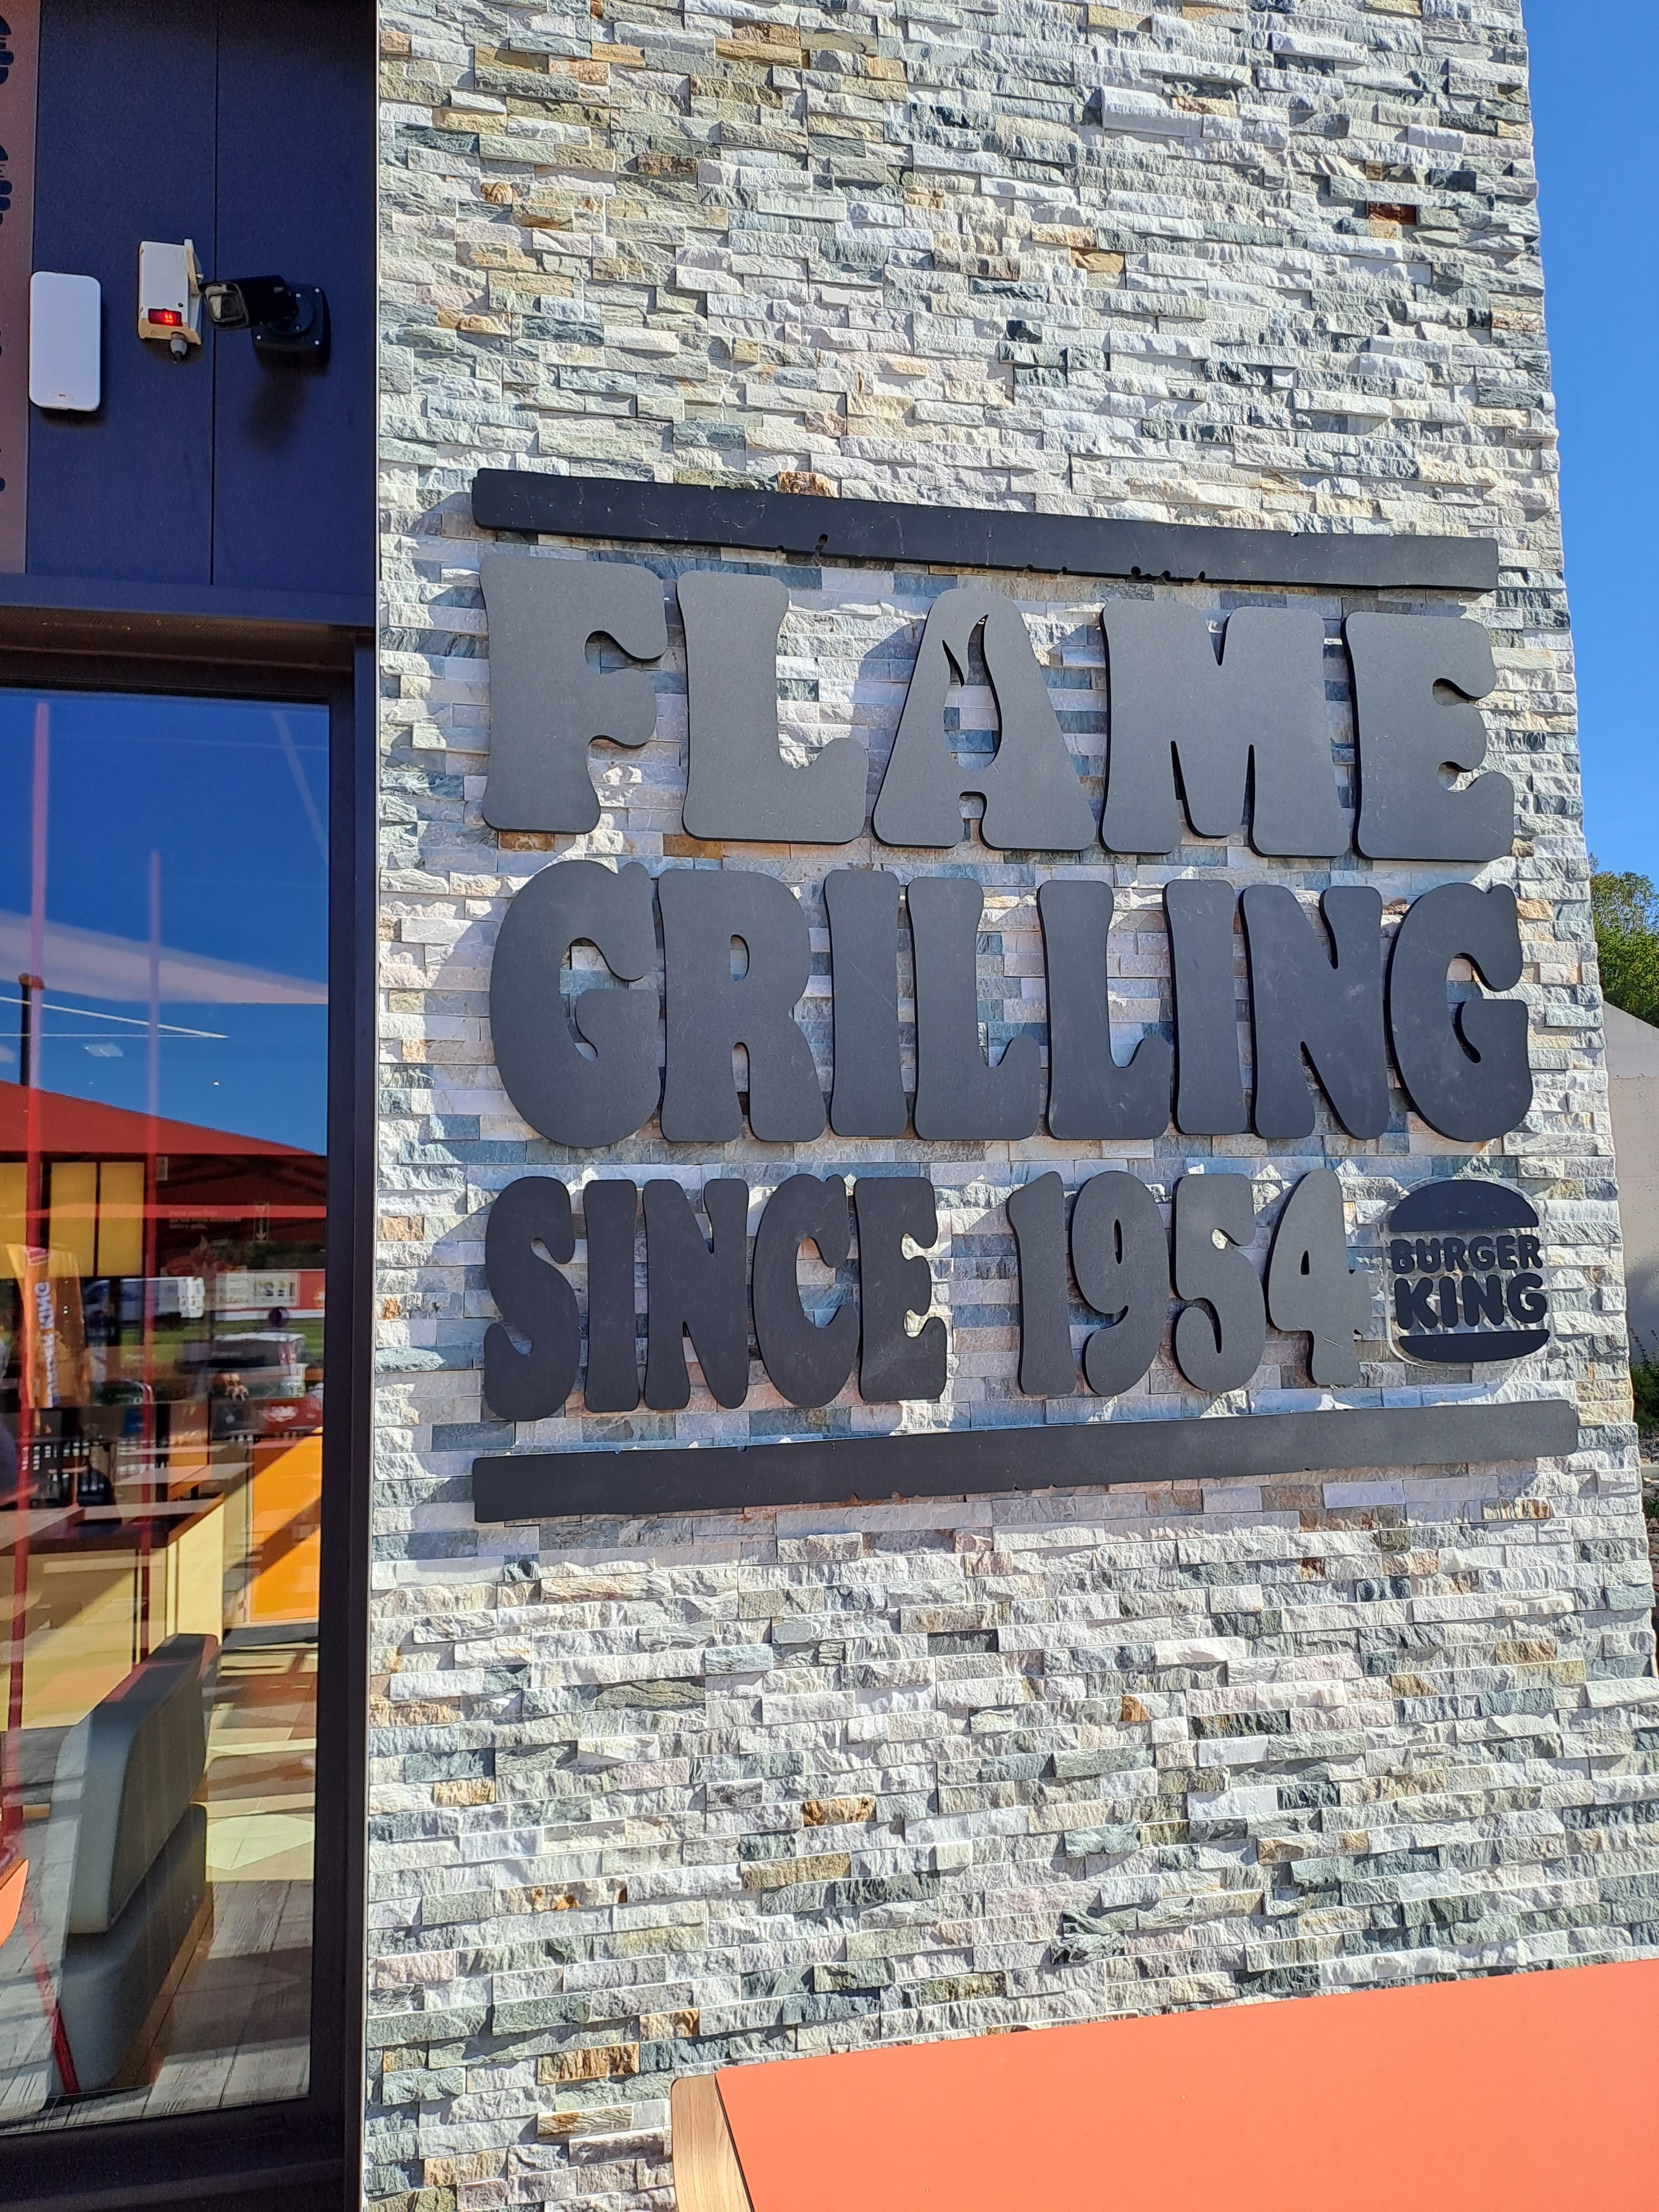 FLAME
GRILLING
SINCE 1954
BURGER
KING